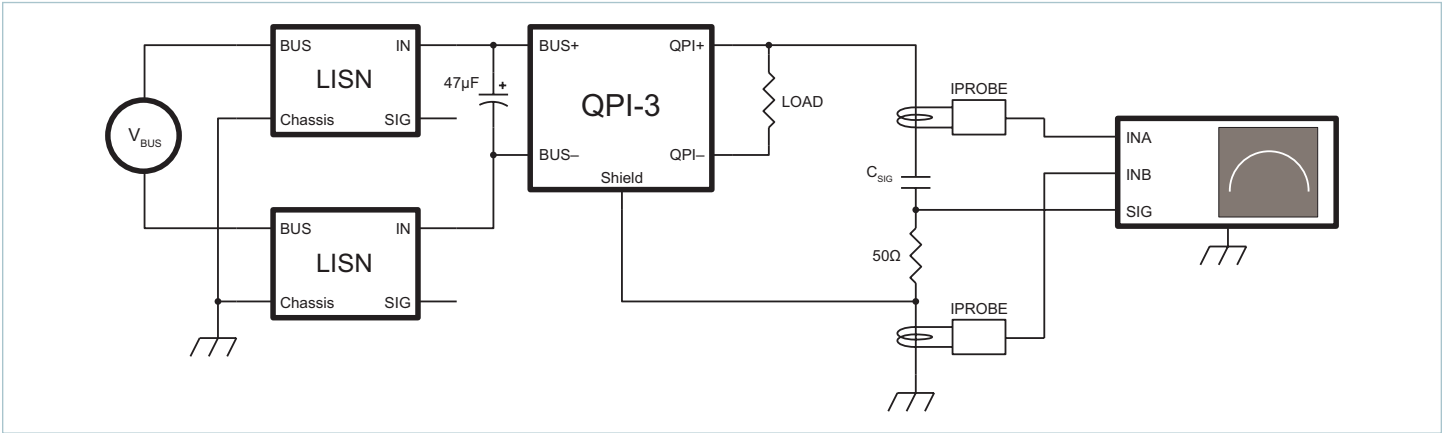 BUS
IN
LISN
Chassis
SIG
V_BUS
47µF
+
BUS+
QPI+
QPI-3
BUS–
QPI–
Shield
LOAD
IPROBE
INA
INB
SIG
C_SIG
50Ω
BUS
IN
LISN
Chassis
SIG
IPROBE